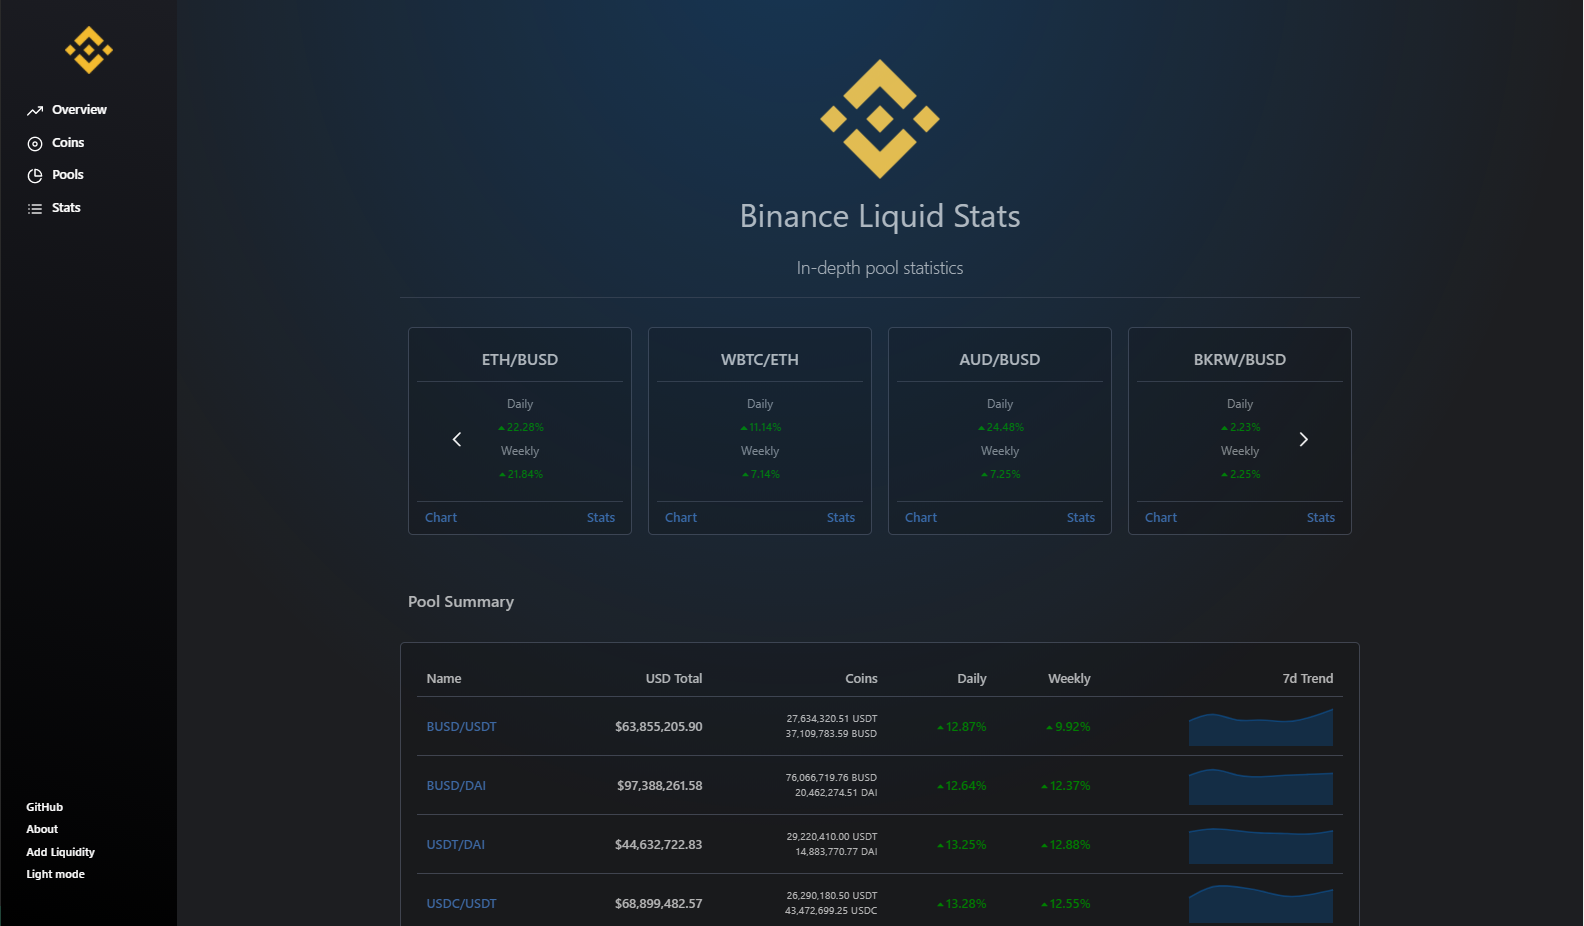 Overview
Coins
Pools
Stats
GitHub
About
Add Liquidity
Light mode
Binance Liquid Stats
In-depth pool statistics
ETH/BUSD
Daily
22.28%
Weekly
21.84%
Chart Stats
WBTC/ETH
Daily
11.14%
Weekly
7.14%
Chart Stats
AUD/BUSD
Daily
24.48%
Weekly
7.25%
Chart Stats
BKRW/BUSD
Daily
2.23%
Weekly
2.25%
Chart Stats
Pool Summary
Name USD Total Coins Daily Weekly 7d Trend
BUSD/USDT $63,855,205.90 27,634,320.51 USDT 12.87% 9.92%
37,109,783.59 BUSD
BUSD/DAI $97,388,261.58 76,066,719.76 BUSD 12.64% 12.37%
20,462,274.51 DAI
USDT/DAI $44,632,722.83 29,220,410.00 USDT 13.25% 12.88%
14,883,770.77 DAI
USDC/USDT $68,899,482.57 26,290,180.50 USDT 13.28% 12.55%
43,472,699.25 USDC